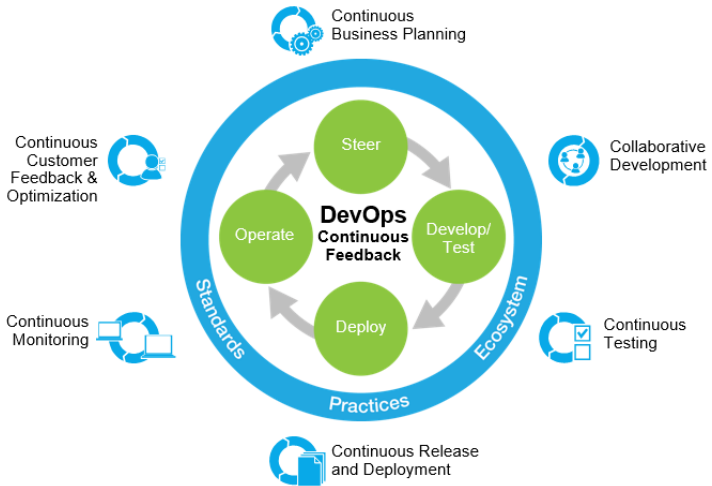 Continuous
Business Planning
Continuous
Customer
Feedback &
Optimization
Collaborative
Development
Steer
DevOps
Continuous
Feedback
Operate
Develop/
Test
Deploy
Standards
Practices
Ecosystem
Continuous
Monitoring
Continuous
Testing
Continuous Release
and Deployment